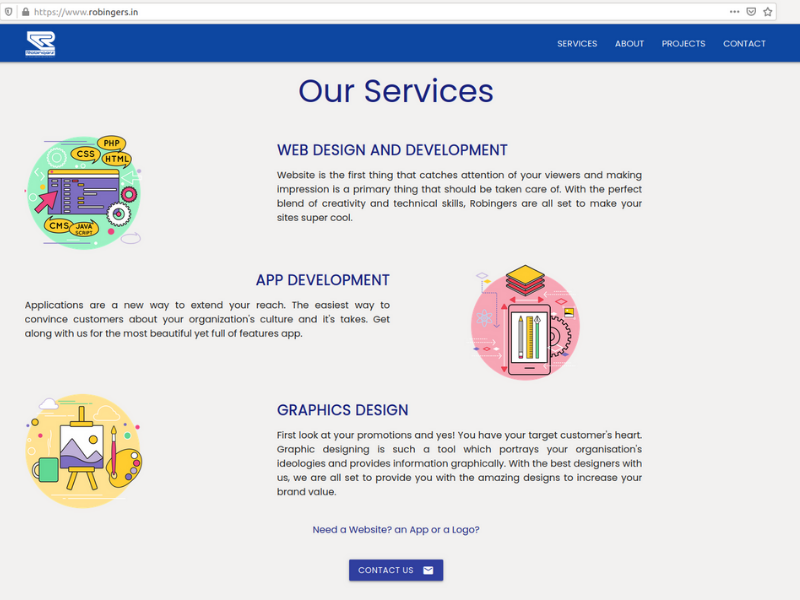 https://www.robingers.in
SERVICES ABOUT PROJECTS CONTACT
Our Services
PHP
CSS
HTML
CMS
JAVA
SCRIPT
WEB DESIGN AND DEVELOPMENT
Website is the first thing that catches attention of your viewers and making
impression is a primary thing that should be taken care of. With the perfect
blend of creativity and technical skills, Robingers are all set to make your
sites super cool.
APP DEVELOPMENT
Applications are a new way to extend your reach. The easiest way to
convince customers about your organization's culture and it's takes. Get
along with us for the most beautiful yet full of features app.
GRAPHICS DESIGN
First look at your promotions and yes! You have your target customer's heart.
Graphic designing is such a tool which portrays your organisation's
ideologies and provides information graphically. With the best designers with
us, we are all set to provide you with the amazing designs to increase your
brand value.
Need a Website? an App or a Logo?
CONTACT US